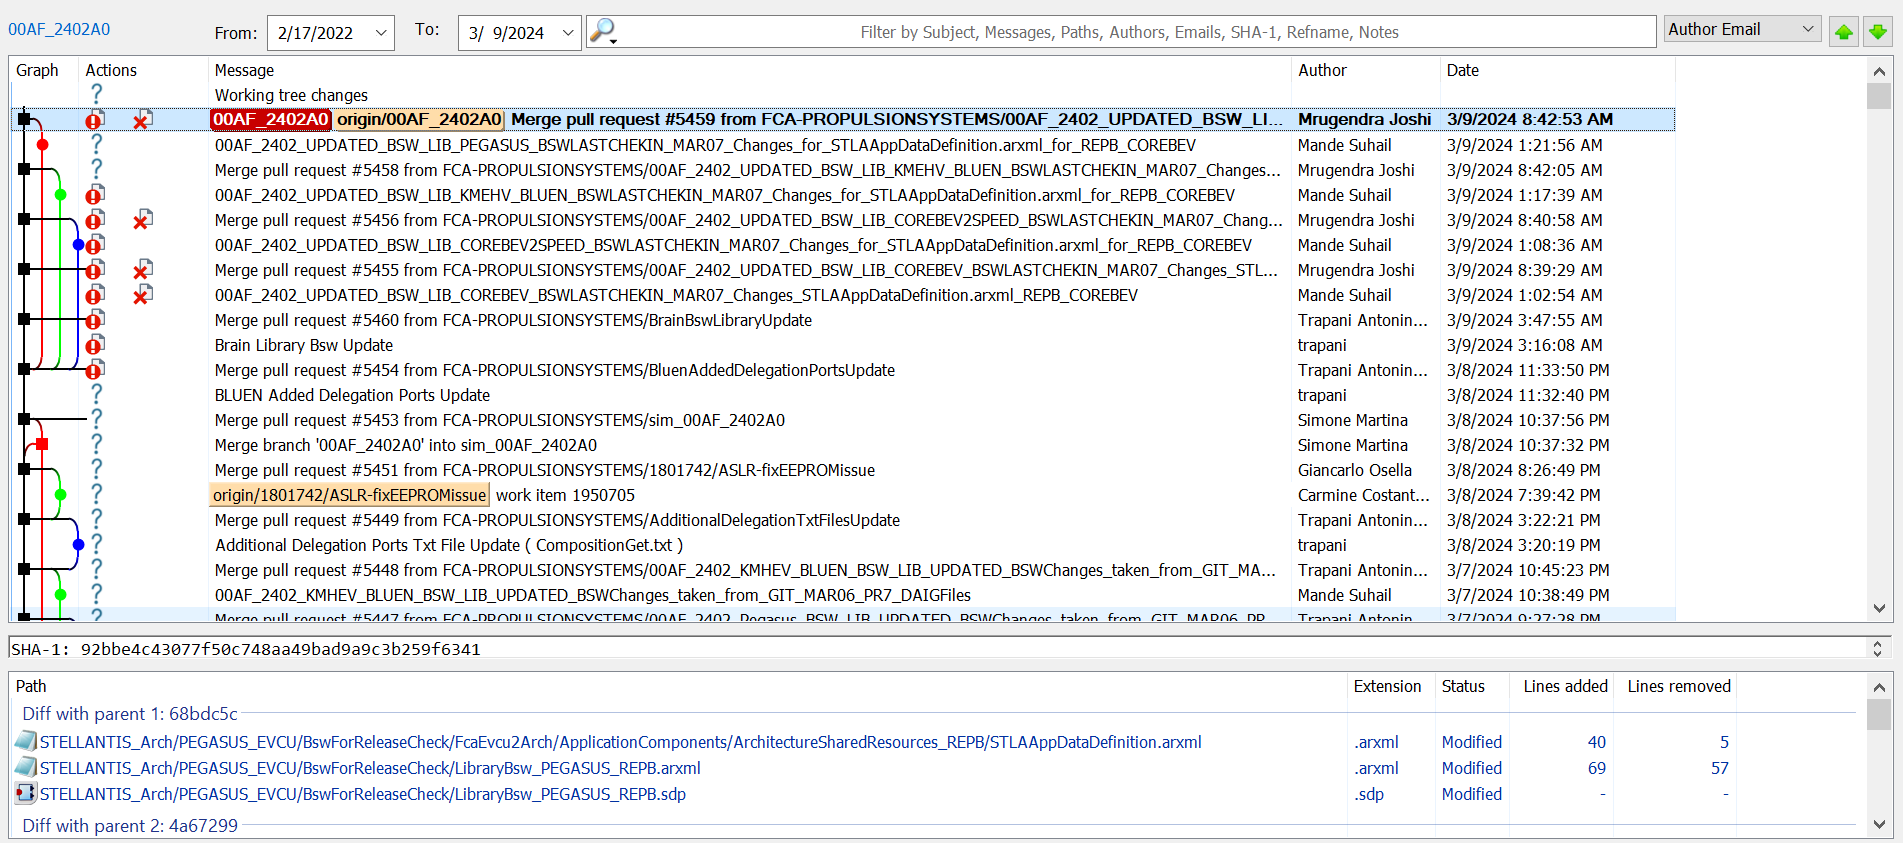 00AF_2402A0 From: 2/17/2022 To: 3/ 9/2024 Filter by Subject, Messages, Paths, Authors, Emails, SHA-1, Refname, Notes Author Email
Graph Actions Message Author Date
Working tree changes
00AF_2402A0 origin/00AF_2402A0 Merge pull request #5459 from FCA-PROPULSIONSYSTEMS/00AF_2402_UPDATED_BSW_LI... Mrugendra Joshi 3/9/2024 8:42:53 AM
00AF_2402_UPDATED_BSW_LIB_PEGASUS_BSWLASTCHEKIN_MAR07_Changes_for_STLAAppDataDefinition.arxml_for_REPB_COREBEV Mande Suhail 3/9/2024 1:21:56 AM
Merge pull request #5458 from FCA-PROPULSIONSYSTEMS/00AF_2402_UPDATED_BSW_LIB_KMEHV_BLUEN_BSWLASTCHEKIN_MAR07_Changes... Mrugendra Joshi 3/9/2024 8:42:05 AM
00AF_2402_UPDATED_BSW_LIB_KMEHV_BLUEN_BSWLASTCHEKIN_MAR07_Changes_for_STLAAppDataDefinition.arxml_for_REPB_COREBEV Mande Suhail 3/9/2024 1:17:39 AM
Merge pull request #5456 from FCA-PROPULSIONSYSTEMS/00AF_2402_UPDATED_BSW_LIB_COREBEV2SPEED_BSWLASTCHEKIN_MAR07_Chang... Mrugendra Joshi 3/9/2024 8:40:58 AM
00AF_2402_UPDATED_BSW_LIB_COREBEV2SPEED_BSWLASTCHEKIN_MAR07_Changes_for_STLAAppDataDefinition.arxml_for_REPB_COREBEV Mande Suhail 3/9/2024 1:08:36 AM
Merge pull request #5455 from FCA-PROPULSIONSYSTEMS/00AF_2402_UPDATED_BSW_LIB_COREBEV_BSWLASTCHEKIN_MAR07_Changes_STL... Mrugendra Joshi 3/9/2024 8:39:29 AM
00AF_2402_UPDATED_BSW_LIB_COREBEV_BSWLASTCHEKIN_MAR07_Changes_STLAAppDataDefinition.arxml_REPB_COREBEV Mande Suhail 3/9/2024 1:02:54 AM
Merge pull request #5460 from FCA-PROPULSIONSYSTEMS/BrainBswLibraryUpdate Trapani Antonin... 3/9/2024 3:47:55 AM
Brain Library Bsw Update trapani 3/9/2024 3:16:08 AM
Merge pull request #5454 from FCA-PROPULSIONSYSTEMS/BluenAddedDelegationPortsUpdate Trapani Antonin... 3/8/2024 11:33:50 PM
BLUEN Added Delegation Ports Update trapani 3/8/2024 11:32:40 PM
Merge pull request #5453 from FCA-PROPULSIONSYSTEMS/sim_00AF_2402A0 Simone Martina 3/8/2024 10:37:56 PM
Merge branch '00AF_2402A0' into sim_00AF_2402A0 Simone Martina 3/8/2024 10:37:32 PM
Merge pull request #5451 from FCA-PROPULSIONSYSTEMS/1801742/ASLR-fixEEPROMissue Giancarlo Osella 3/8/2024 8:26:49 PM
origin/1801742/ASLR-fixEEPROMissue work item 1950705 Carmine Costant... 3/8/2024 7:39:42 PM
Merge pull request #5449 from FCA-PROPULSIONSYSTEMS/AdditionalDelegationTxtFilesUpdate Trapani Antonin... 3/8/2024 3:22:21 PM
Additional Delegation Ports Txt File Update ( CompositionGet.txt ) trapani 3/8/2024 3:20:19 PM
Merge pull request #5448 from FCA-PROPULSIONSYSTEMS/00AF_2402_KMHEV_BLUEN_BSW_LIB_UPDATED_BSWChanges_taken_from_GIT_MA... Trapani Antonin... 3/7/2024 10:45:23 PM
00AF_2402_KMHEV_BLUEN_BSW_LIB_UPDATED_BSWChanges_taken_from_GIT_MAR06_PR7_DAIGFiles Mande Suhail 3/7/2024 10:38:49 PM
Merge pull request #5447 from FCA-PROPULSIONSYSTEMS/00AF_2402_Pegasus_BSW_LIB_UPDATED_BSWChanges_taken_from_GIT_MAR06_PR... Trapani Antonin... 3/7/2024 9:27:28 PM
SHA-1: 92bbe4c43077f50c748aa49bad9a9c3b259f6341
Path Extension Status Lines added Lines removed
Diff with parent 1: 68bdc5c
STELLANTIS_Arch/PEGASUS_EVCU/BswForReleaseCheck/FcaEvcu2Arch/ApplicationComponents/ArchitectureSharedResources_REPB/STLAAppDataDefinition.arxml .arxml Modified 40 5
STELLANTIS_Arch/PEGASUS_EVCU/BswForReleaseCheck/LibraryBsw_PEGASUS_REPB.arxml .arxml Modified 69 57
STELLANTIS_Arch/PEGASUS_EVCU/BswForReleaseCheck/LibraryBsw_PEGASUS_REPB.sdp .sdp Modified - -
Diff with parent 2: 4a67299